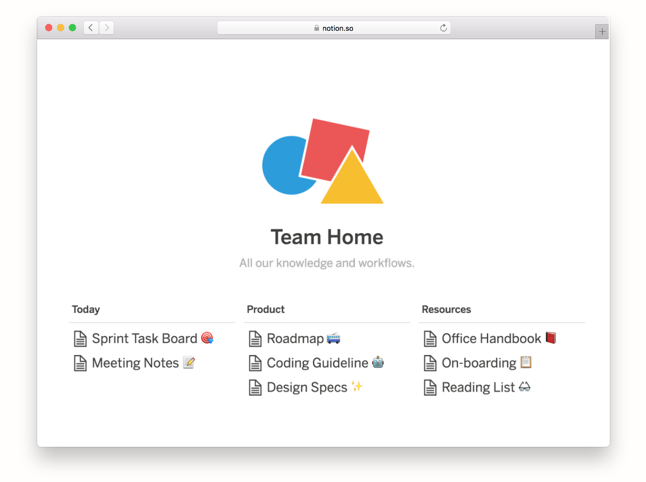 notion.so
Team Home
All our knowledge and workflows.
Today
Sprint Task Board 🎯
Meeting Notes 📝
Product
Roadmap 🚎
Coding Guideline 🤖
Design Specs ✨
Resources
Office Handbook 📕
On-boarding 📋
Reading List 👓